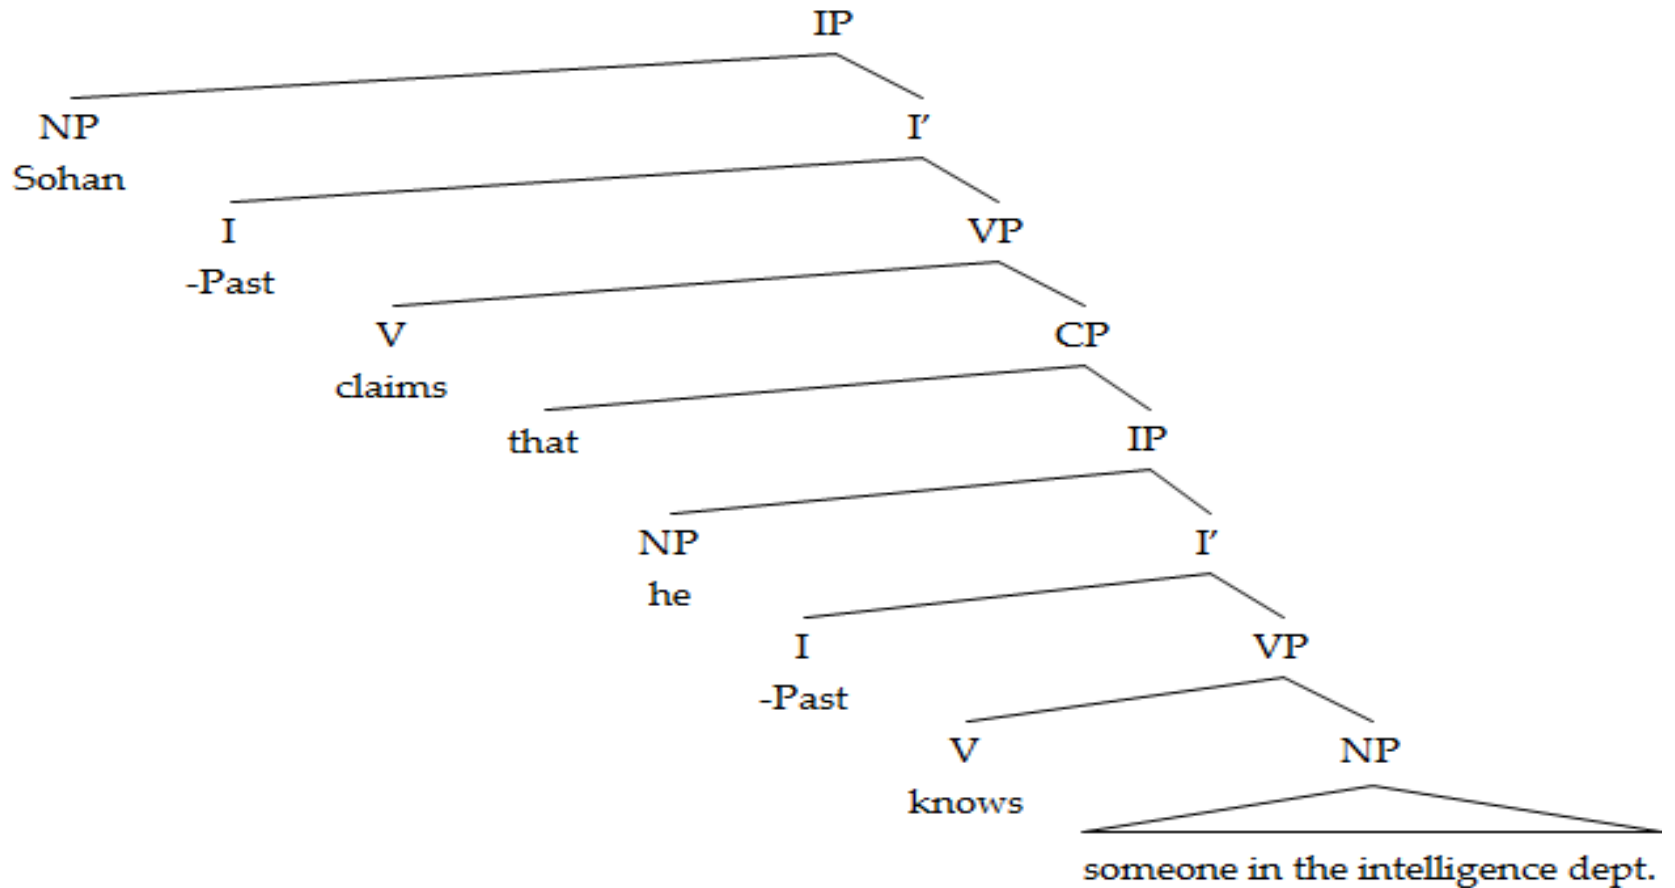 IP
NP I’
Sohan
I VP
-Past
V CP
claims
that IP
NP I’
he
I VP
-Past
V NP
knows
someone in the intelligence dept.